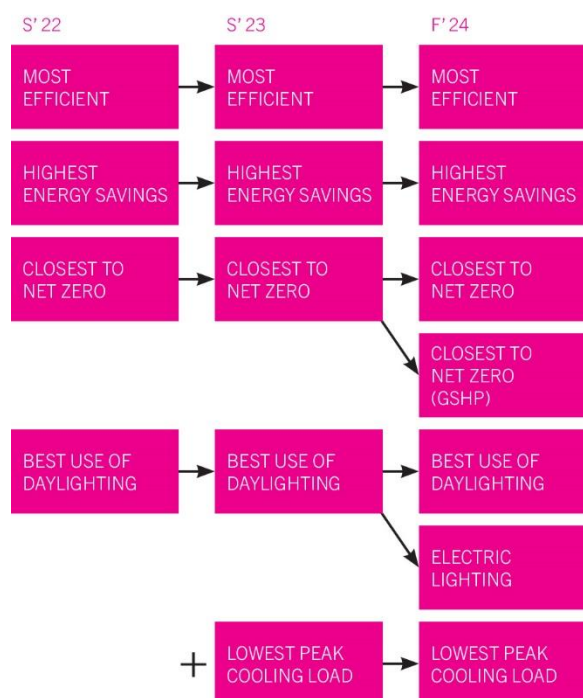 S' 22 S' 23 F' 24
MOST MOST MOST
EFFICIENT EFFICIENT EFFICIENT
HIGHEST HIGHEST HIGHEST
ENERGY SAVINGS ENERGY SAVINGS ENERGY SAVINGS
CLOSEST TO CLOSEST TO CLOSEST TO
NET ZERO NET ZERO NET ZERO
CLOSEST TO
NET ZERO
(GSHP)
BEST USE OF BEST USE OF BEST USE OF
DAYLIGHTING DAYLIGHTING DAYLIGHTING
ELECTRIC
LIGHTING
+ LOWEST PEAK LOWEST PEAK
COOLING LOAD COOLING LOAD